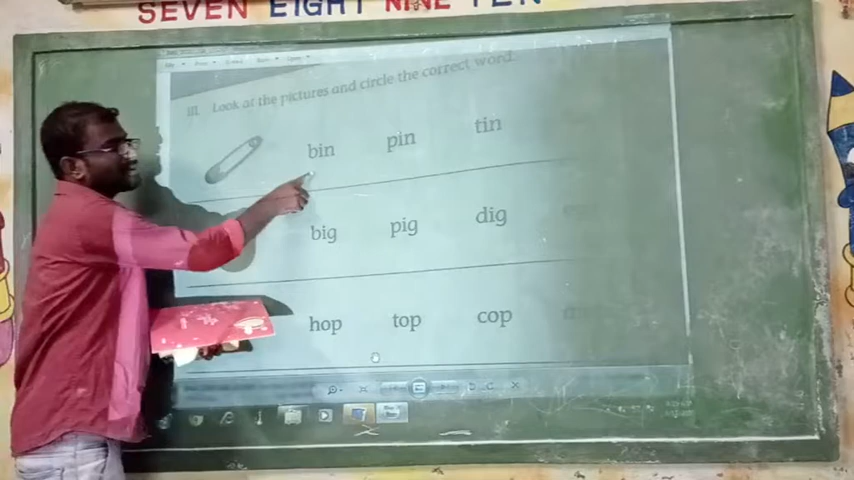 SEVEN EIGHT NINE TEN
III. Look at the pictures and circle the correct word.
bin pin tin
big pig dig
hop top cop